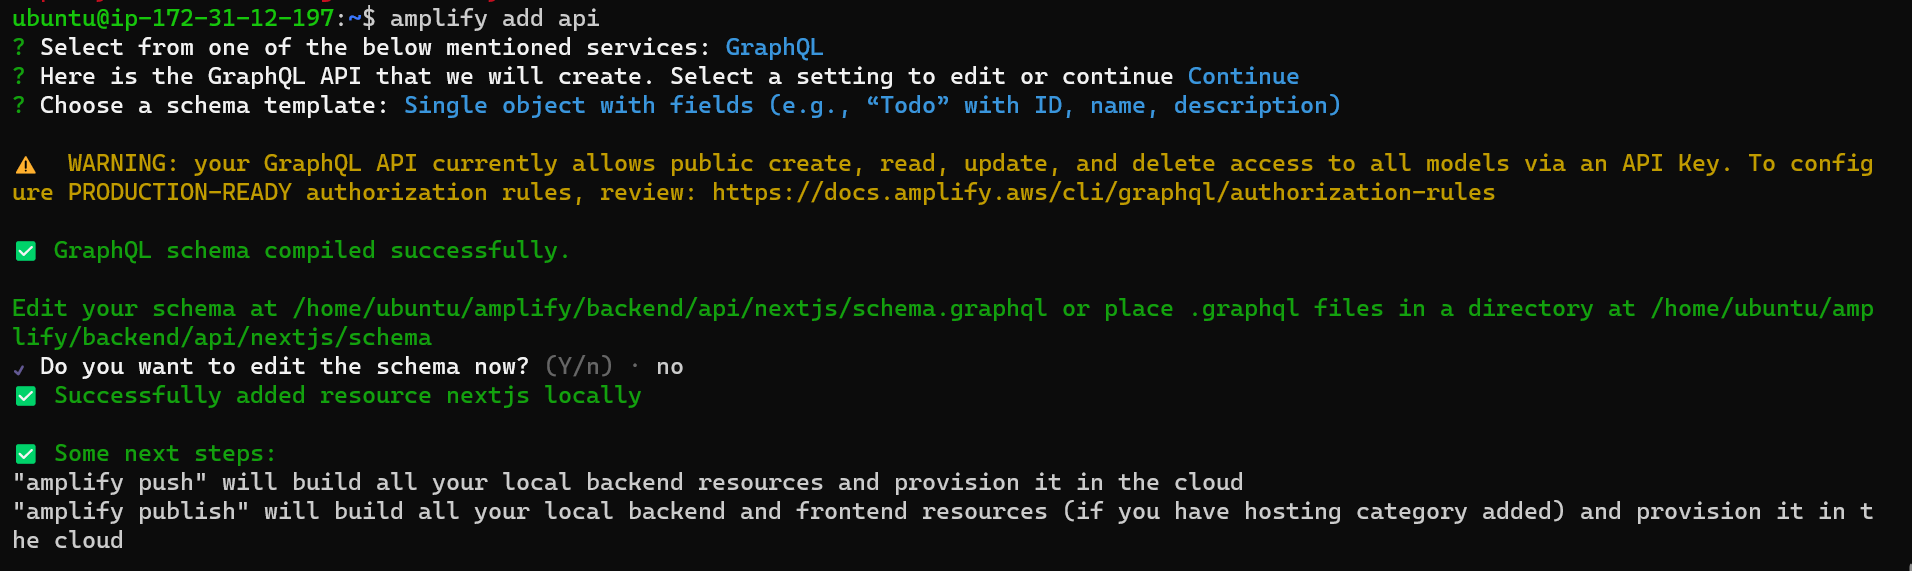 ubuntu@ip-172-31-12-197:~$ amplify add api
? Select from one of the below mentioned services: GraphQL
? Here is the GraphQL API that we will create. Select a setting to edit or continue Continue
? Choose a schema template: Single object with fields (e.g., “Todo” with ID, name, description)
⚠️  WARNING: your GraphQL API currently allows public create, read, update, and delete access to all models via an API Key. To config
ure PRODUCTION-READY authorization rules, review: https://docs.amplify.aws/cli/graphql/authorization-rules
✅ GraphQL schema compiled successfully.
Edit your schema at /home/ubuntu/amplify/backend/api/nextjs/schema.graphql or place .graphql files in a directory at /home/ubuntu/amp
lify/backend/api/nextjs/schema
✔ Do you want to edit the schema now? (Y/n) · no
✅ Successfully added resource nextjs locally
✅ Some next steps:
"amplify push" will build all your local backend resources and provision it in the cloud
"amplify publish" will build all your local backend and frontend resources (if you have hosting category added) and provision it in t
he cloud